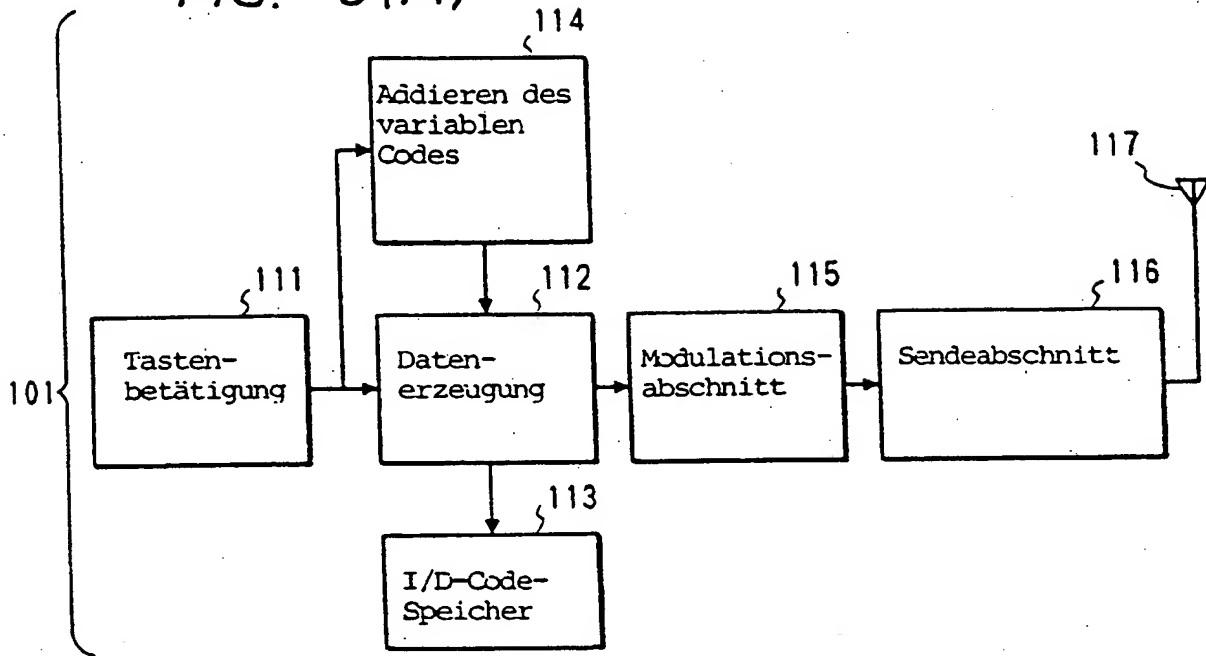 114
Addieren des
variablen
Codes
117
111
112
115
116
Tasten-
betätigung
Daten-
erzeugung
Modulations-
abschnitt
Sendeabschnitt
101
113
I/D-Code-
Speicher